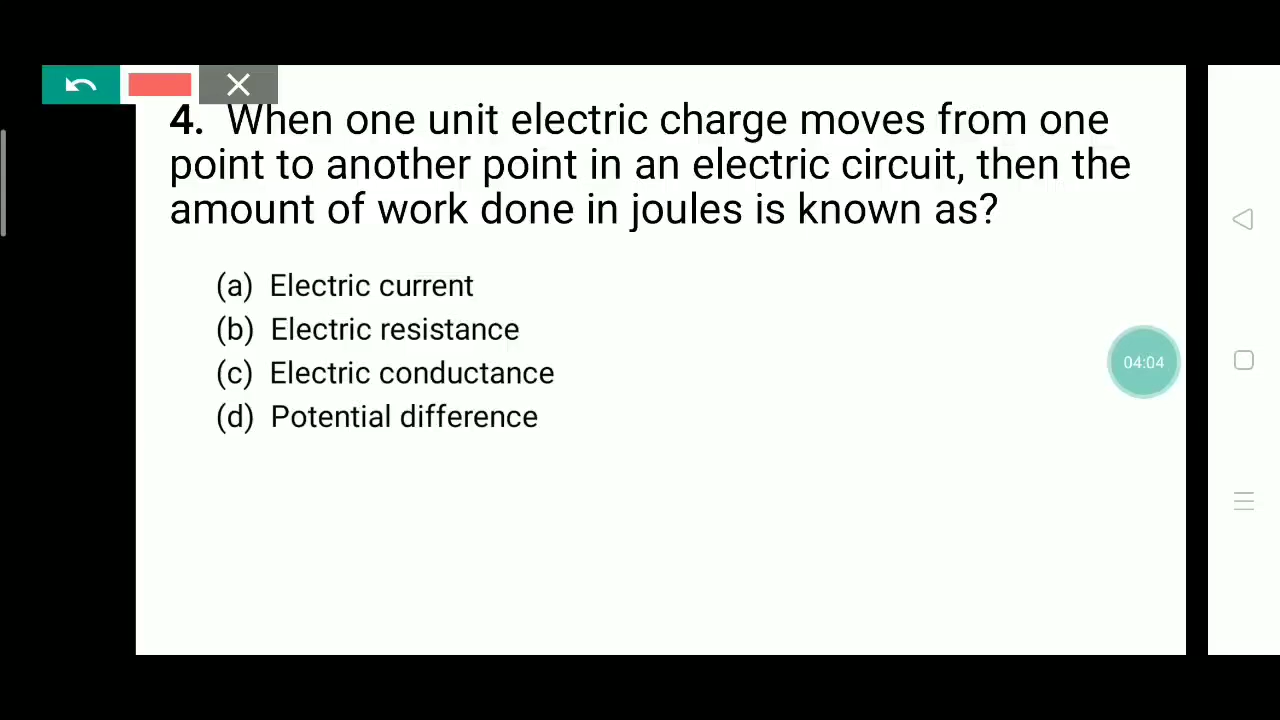 4. When one unit electric charge moves from one
point to another point in an electric circuit, then the
amount of work done in joules is known as?
(a) Electric current
(b) Electric resistance
(c) Electric conductance
(d) Potential difference
04:04